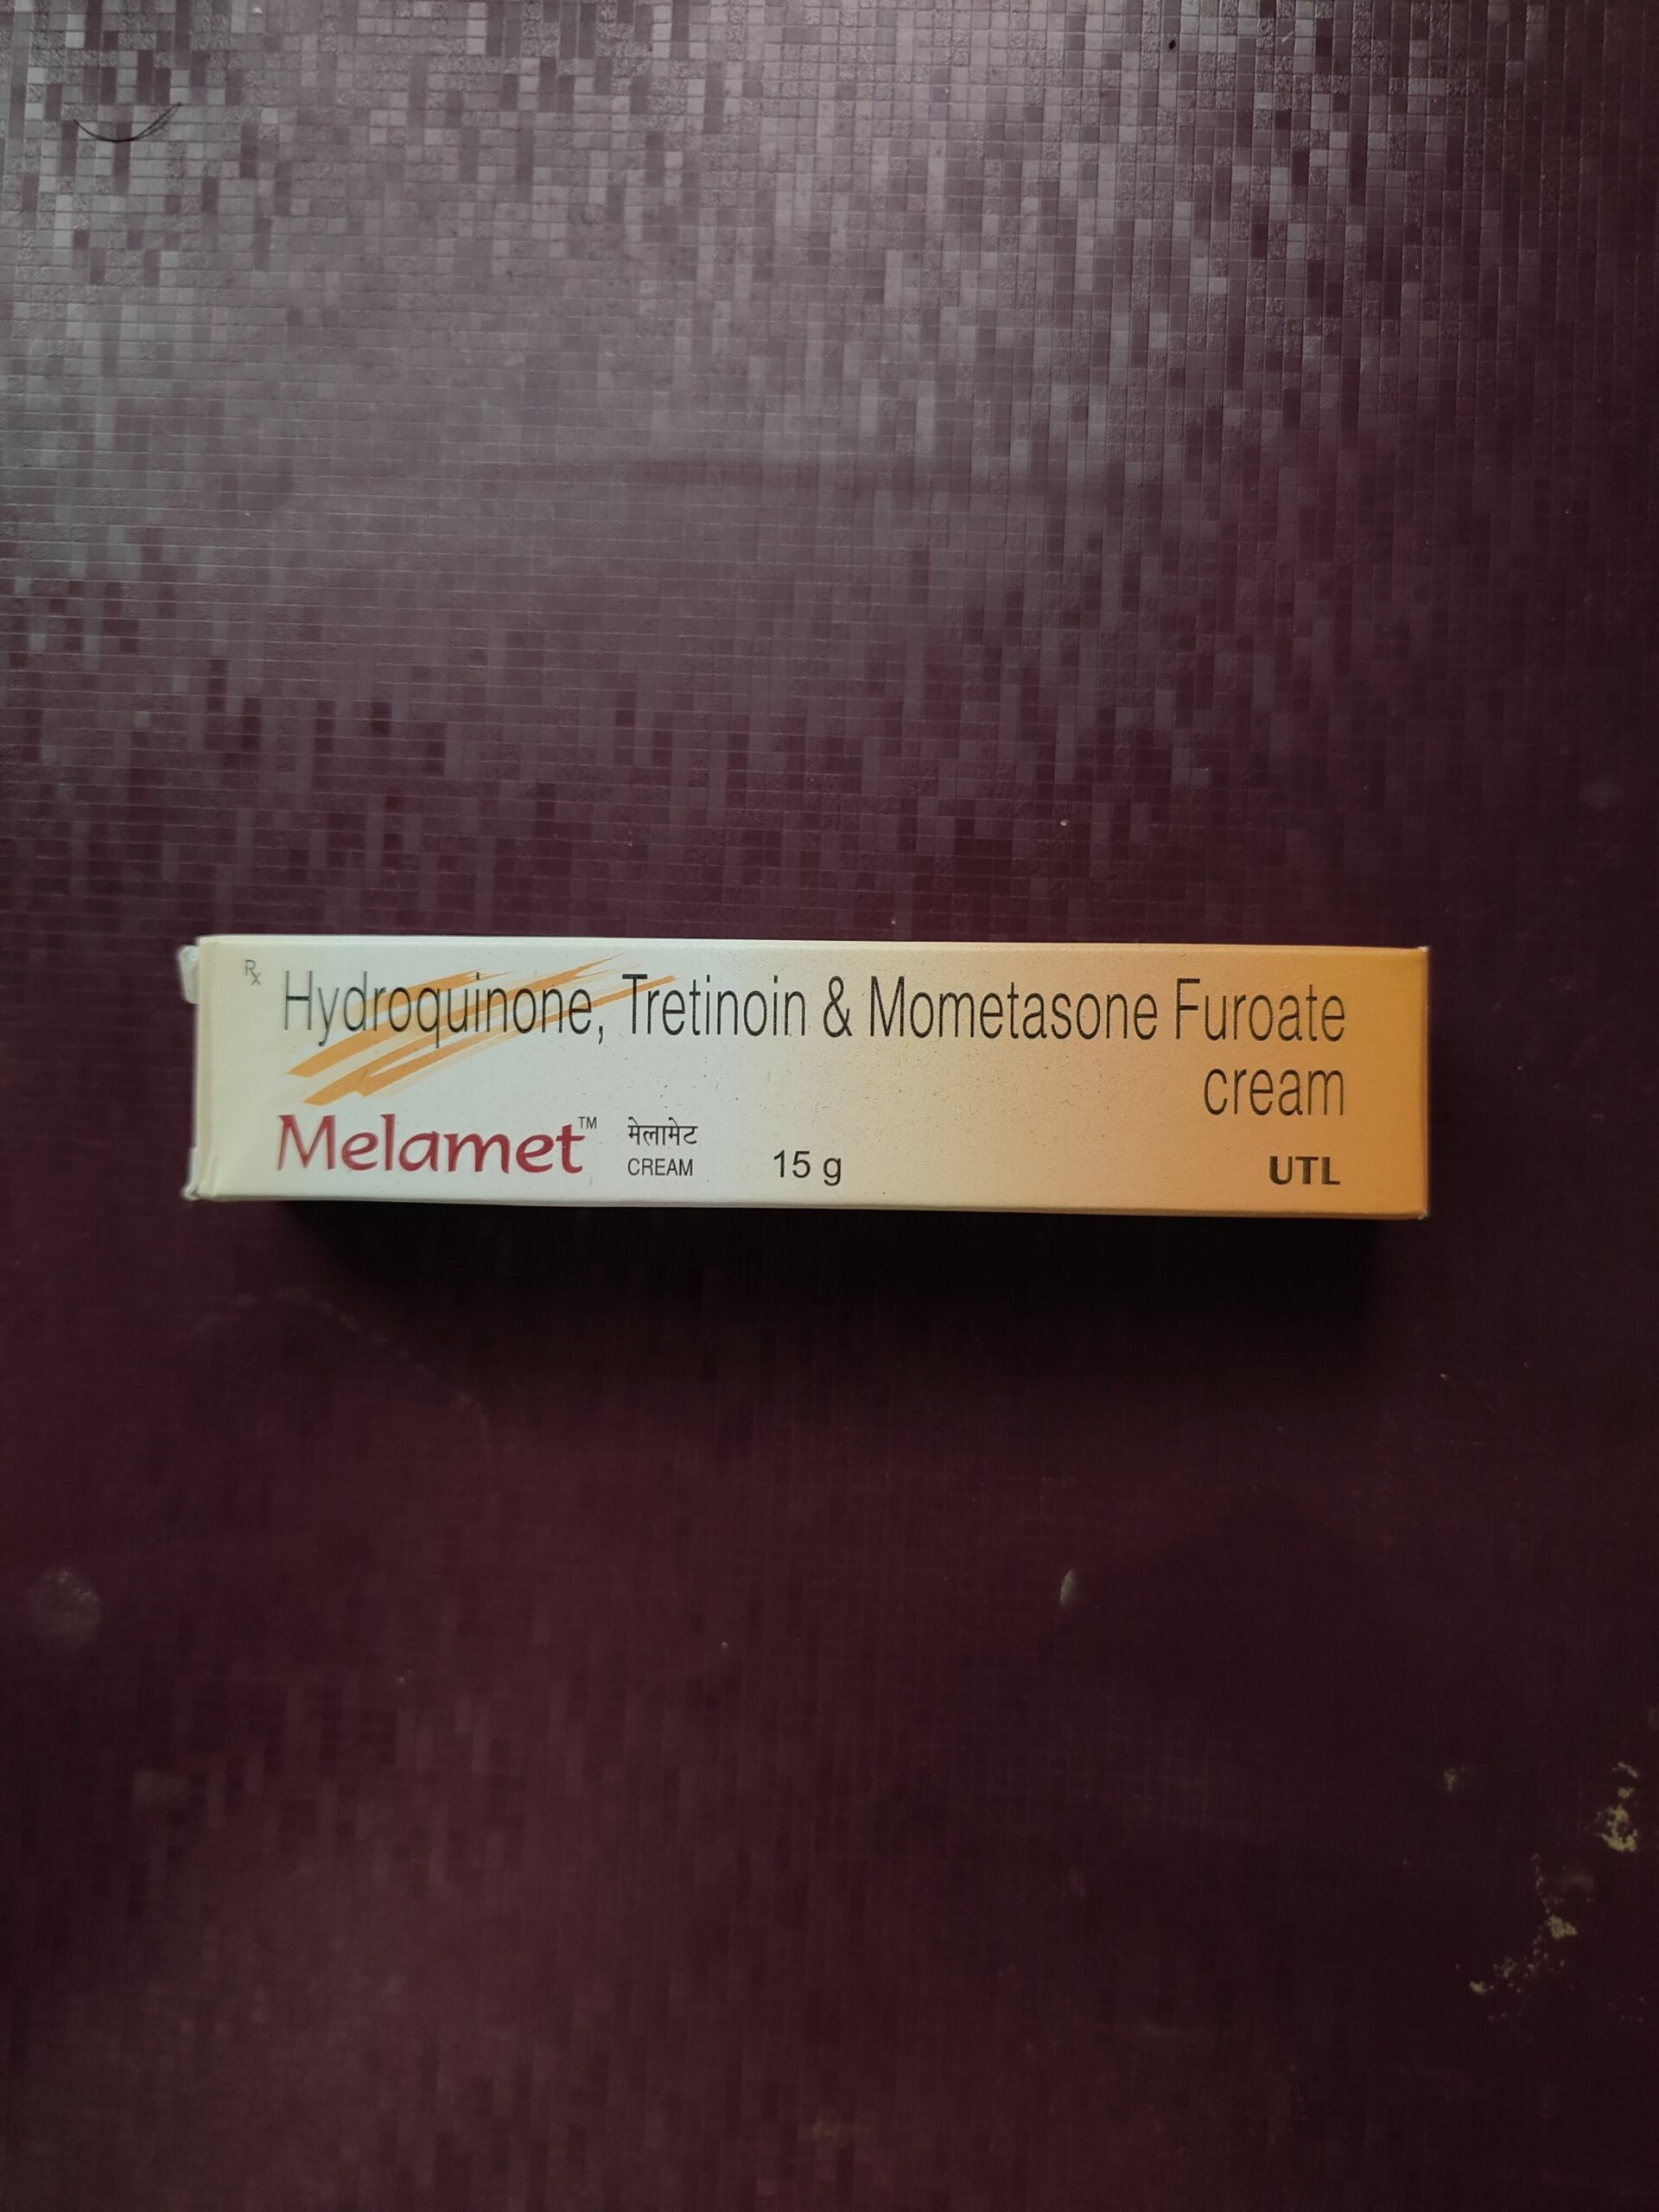 Rx Hydroquinone, Tretinoin & Mometasone Furoate
cream
Melamet™ मेलामेट
CREAM 15 g UTL